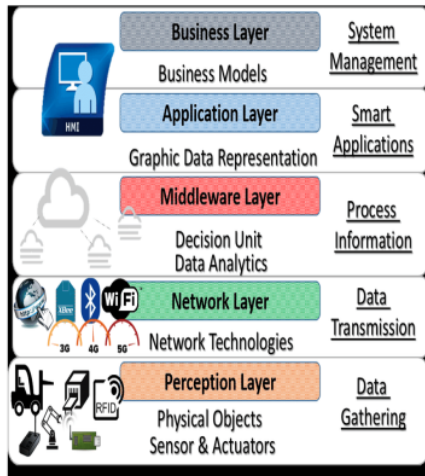 Business Layer
Business Models
System
Management
HMI
Application Layer
Graphic Data Representation
Smart
Applications
Middleware Layer
Decision Unit
Data Analytics
Process
Information
http
XBee
WiFi
3G 4G 5G
Network Layer
Network Technologies
Data
Transmission
RFID
Perception Layer
Physical Objects
Sensor & Actuators
Data
Gathering